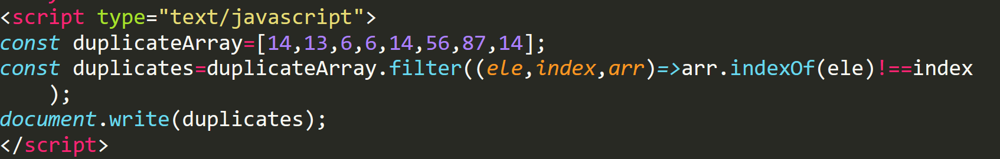 <script type="text/javascript">
const duplicateArray=[14,13,6,6,14,56,87,14];
const duplicates=duplicateArray.filter((ele,index,arr)=>arr.indexOf(ele)!==index
    );
document.write(duplicates);
</script>